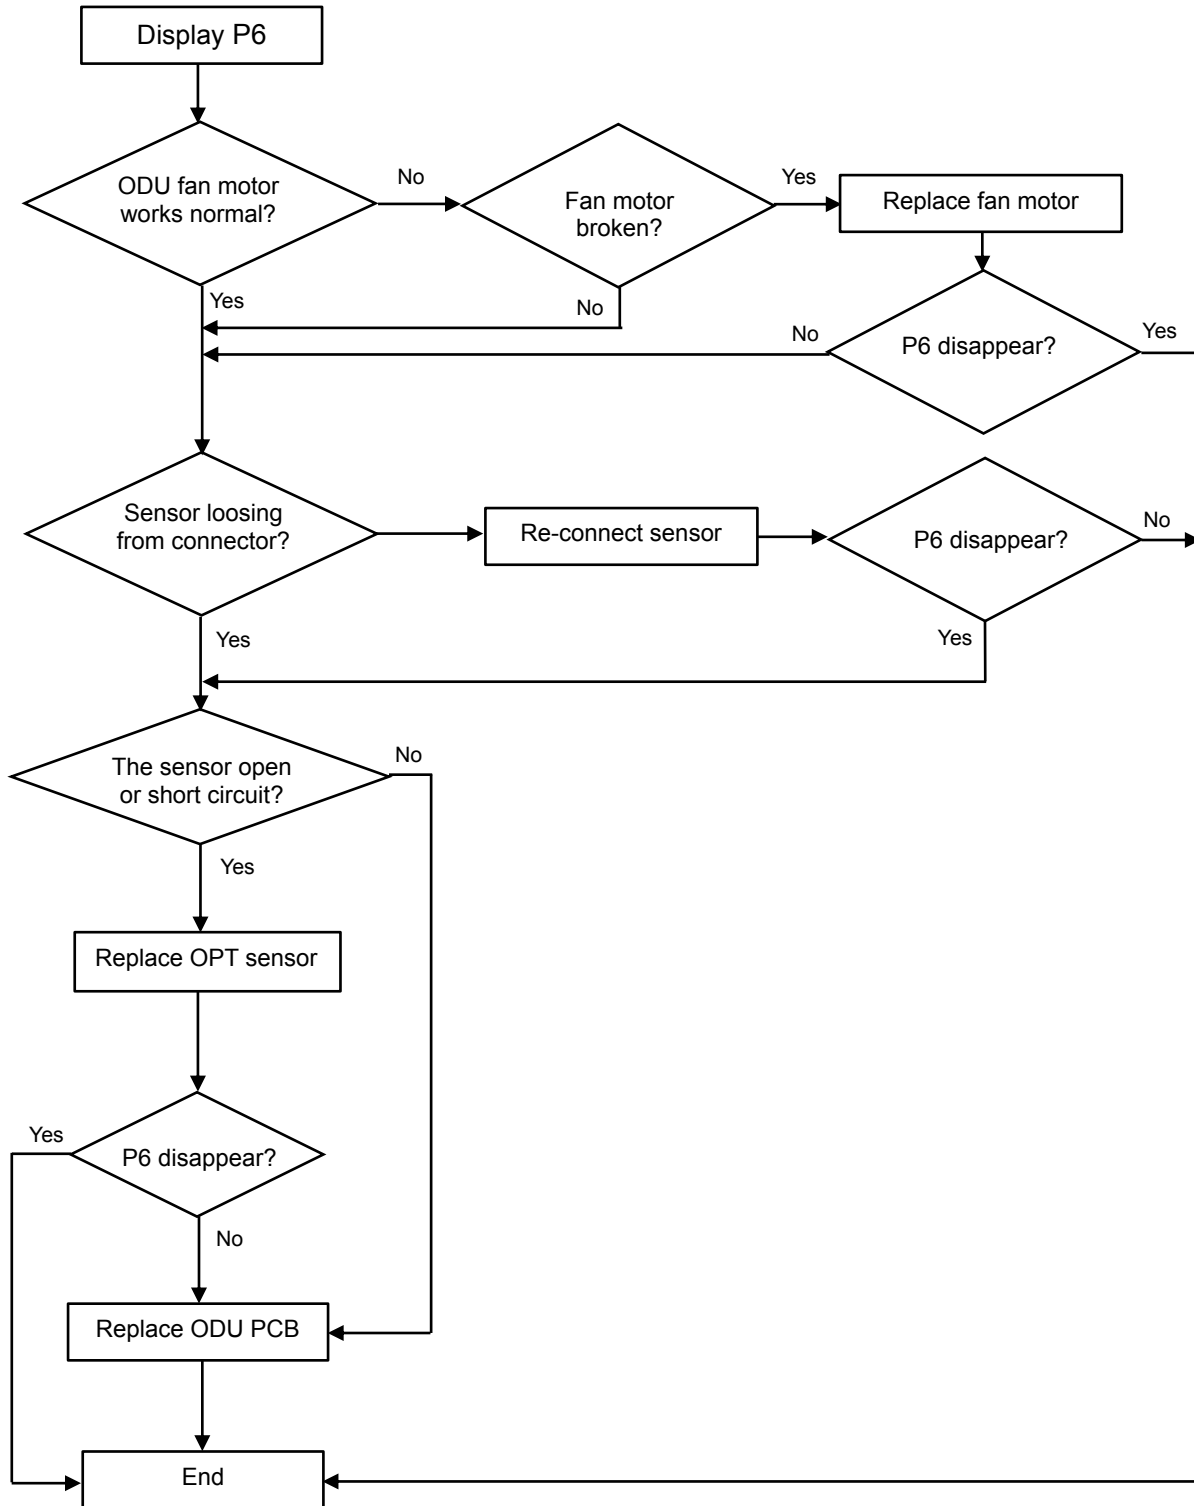 Display P6
ODU fan motor
works normal?
No
Fan motor
broken?
Yes
Replace fan motor
Yes
No
No
P6 disappear?
Yes
Sensor loosing
from connector?
Re-connect sensor
P6 disappear?
No
Yes
Yes
The sensor open
or short circuit?
No
Yes
Replace OPT sensor
Yes
P6 disappear?
No
Replace ODU PCB
End